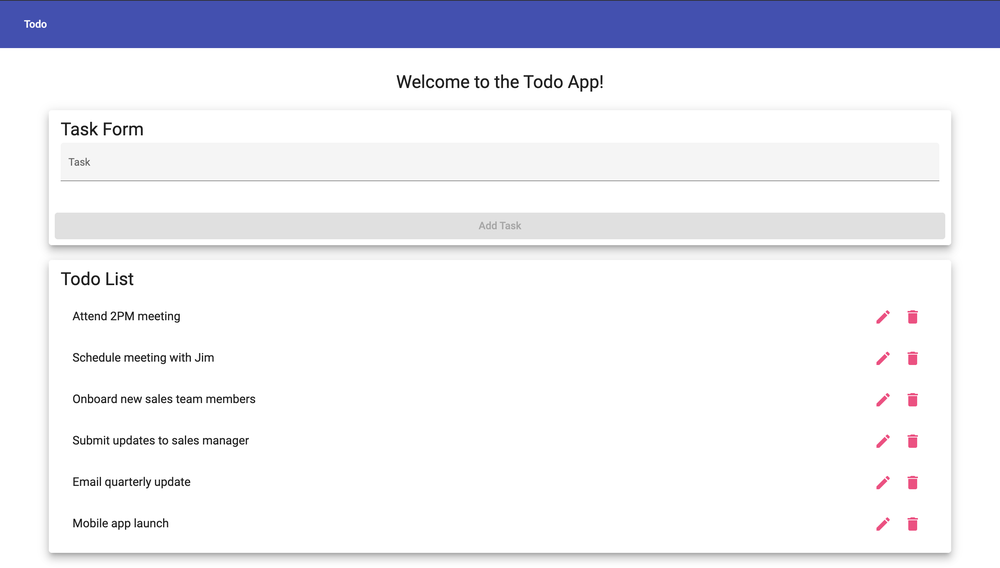 Todo
Welcome to the Todo App!
Task Form
Task
Add Task
Todo List
Attend 2PM meeting
Schedule meeting with Jim
Onboard new sales team members
Submit updates to sales manager
Email quarterly update
Mobile app launch